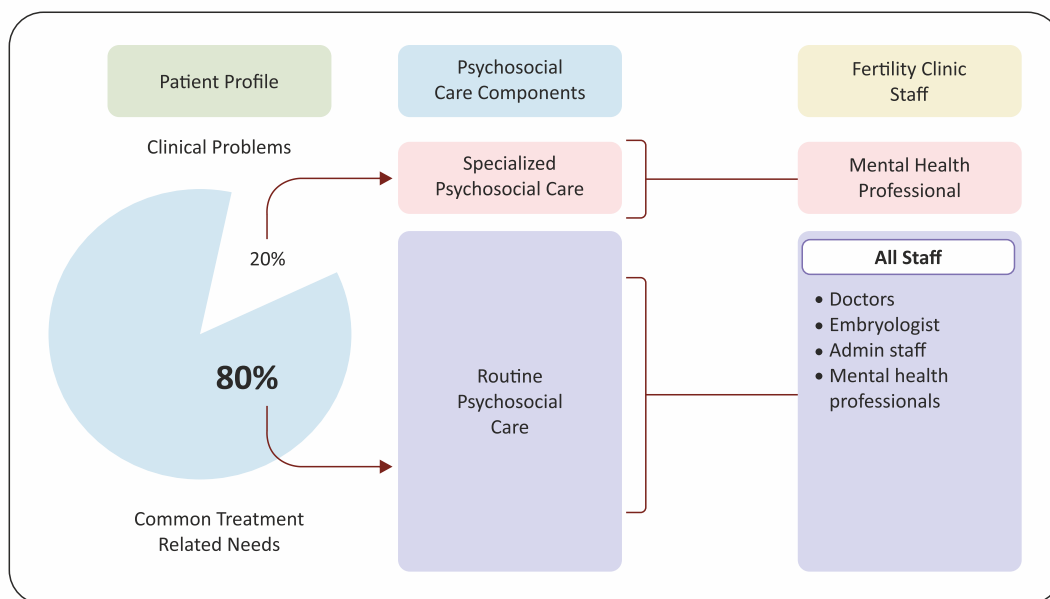 Patient Profile
Psychosocial
Care Components
Fertility Clinic
Staff
Clinical Problems
Specialized
Psychosocial Care
Mental Health
Professional
20%
80%
Common Treatment
Related Needs
Routine
Psychosocial
Care
All Staff
• Doctors
• Embryologist
• Admin staff
• Mental health
professionals